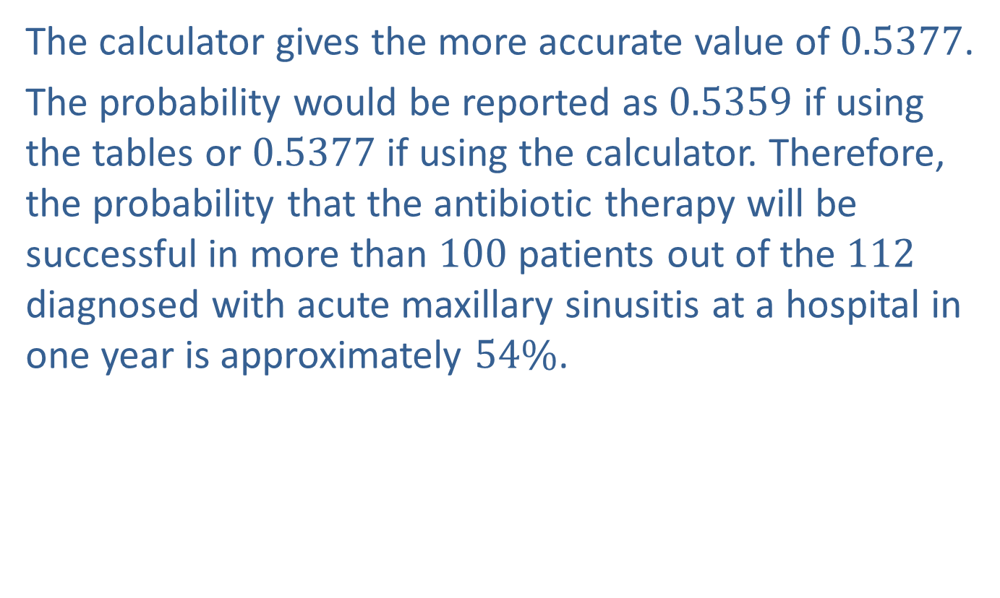 The calculator gives the more accurate value of 0.5377.
The probability would be reported as 0.5359 if using
the tables or 0.5377 if using the calculator. Therefore,
the probability that the antibiotic therapy will be
successful in more than 100 patients out of the 112
diagnosed with acute maxillary sinusitis at a hospital in
one year is approximately 54%.